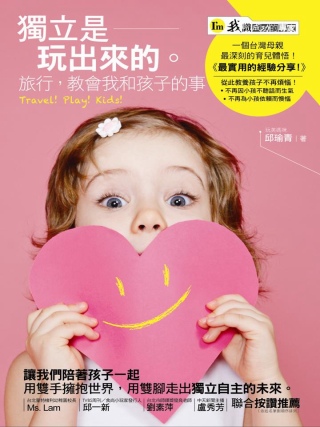 獨立是
玩出來的。
旅行，教會我和孩子的事
Travel! Play! Kids!
I'm 我
一個台灣母親
最深刻的育兒體悟！
《最實用的經驗分享！》
從此教養孩子不再煩惱！
• 不再因小孩不聽話而生氣
• 不再為小孩依賴而懊惱
邱瑜青 著
讓我們陪著孩子一起
用雙手擁抱世界，用雙腳走出獨立自主的未來。
Ms. Lam
邱一新
劉素萍
盧秀芳
聯合按讚推薦